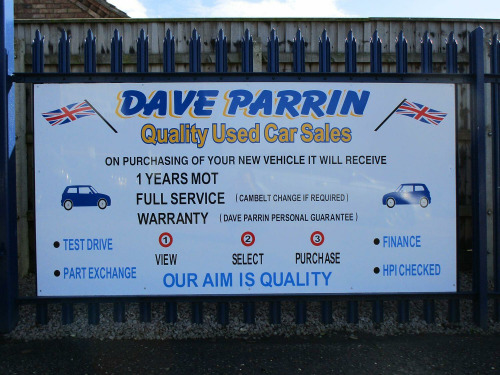 DAVE PARRIN
Quality Used Car Sales
ON PURCHASING OF YOUR NEW VEHICLE IT WILL RECEIVE
1 YEARS MOT
FULL SERVICE (CAMBELT CHANGE IF REQUIRED)
WARRANTY (DAVE PARRIN PERSONAL GUARANTEE)
• TEST DRIVE
• PART EXCHANGE
1 2 3
VIEW SELECT PURCHASE
• FINANCE
• HPI CHECKED
OUR AIM IS QUALITY